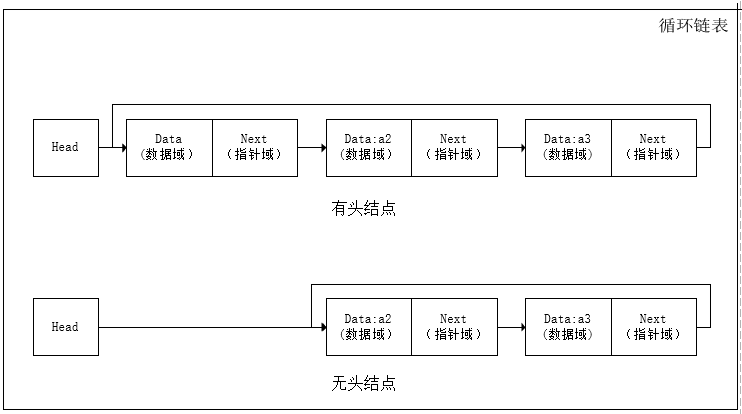 循环链表
Head
Data
(数据域)
Next
(指针域)
Data:a2
(数据域)
Next
(指针域)
Data:a3
(数据域)
Next
(指针域)
有头结点
Head
Data:a2
(数据域)
Next
(指针域)
Data:a3
(数据域)
Next
(指针域)
无头结点